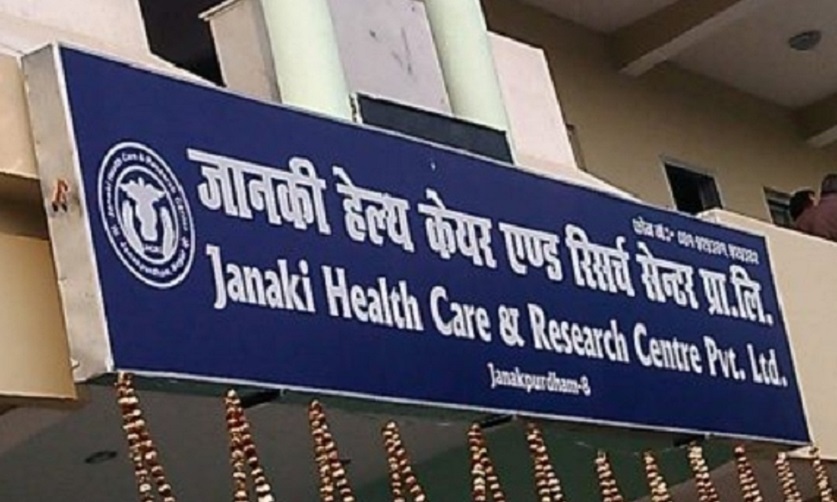 जानकी हेल्थ केयर एण्ड रिसर्च सेन्टर प्रा.लि.
Janaki Health Care & Research Centre Pvt. Ltd.
Janakpurdham-8